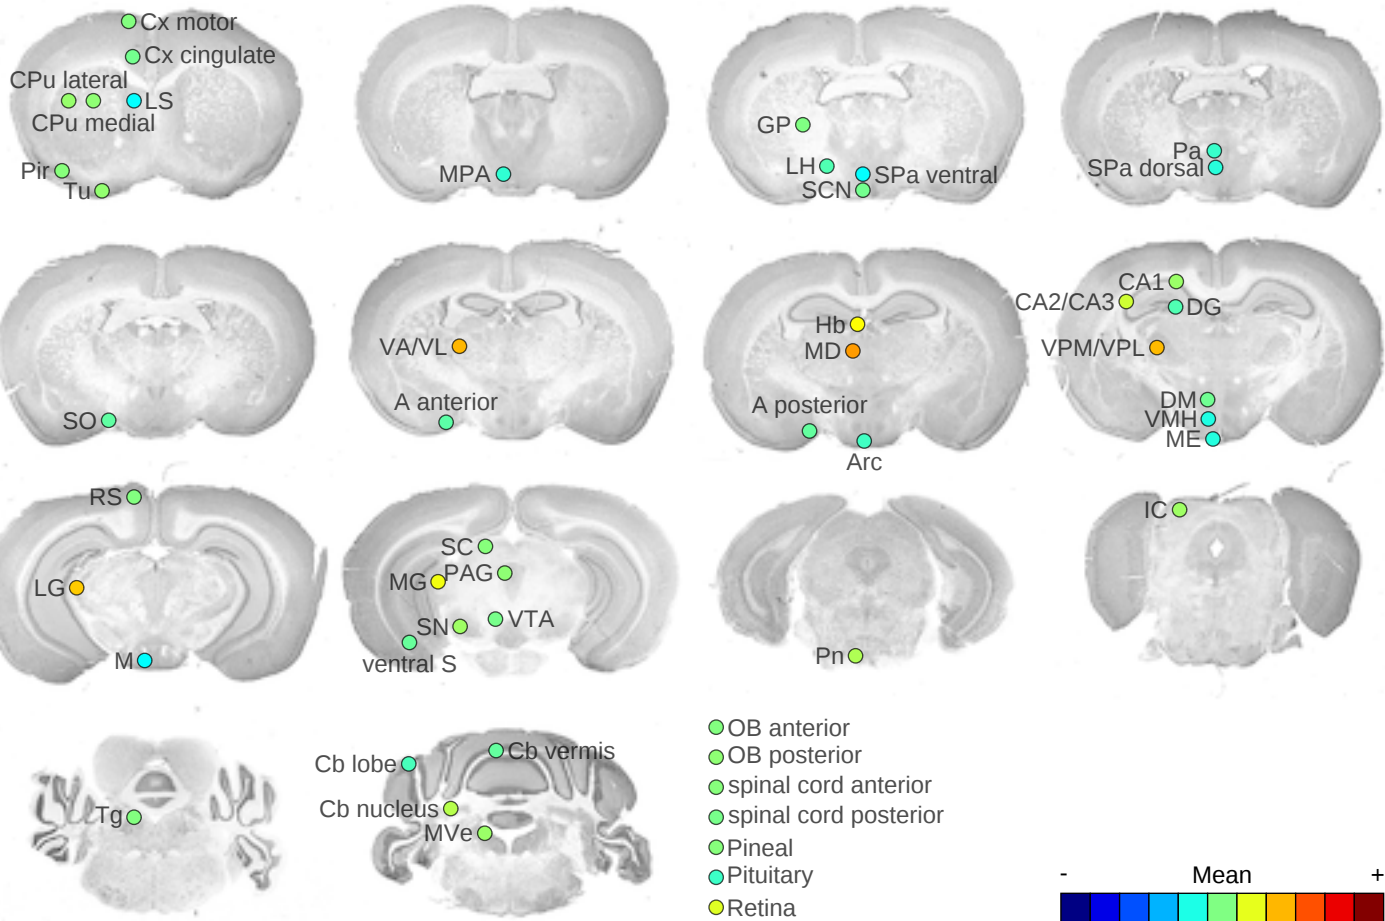 Cx motor
Cx cingulate
CPu lateral
LS
CPu medial
Pir
Tu
MPA
GP
LH
SPa ventral
SCN
Pa
SPa dorsal
SO
VA/VL
A anterior
Hb
MD
A posterior
Arc
CA1
CA2/CA3
DG
VPM/VPL
DM
VMH
ME
RS
LG
M
SC
PAG
MG
VTA
SN
ventral S
Pn
IC
Tg
Cb vermis
Cb lobe
Cb nucleus
MVe
OB anterior
OB posterior
spinal cord anterior
spinal cord posterior
Pineal
Pituitary
Retina
- Mean +